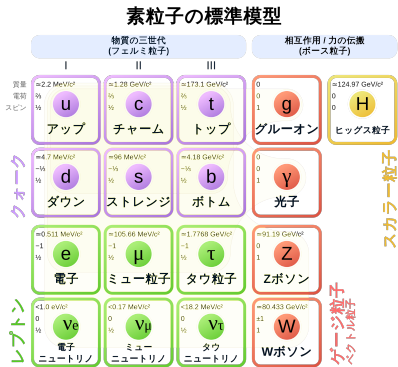 素粒子の標準模型
物質の三世代
(フェルミ粒子)
相互作用 / 力の伝搬
(ボース粒子)
I II III
質量
電荷
スピン
≃2.2 MeV/c²
⅔
½
u
アップ
≃1.28 GeV/c²
⅔
½
c
チャーム
≃173.1 GeV/c²
⅔
½
t
トップ
0
0
1
g
グルーオン
≃124.97 GeV/c²
0
0
H
ヒッグス粒子
≃4.7 MeV/c²
−⅓
½
d
ダウン
≃96 MeV/c²
−⅓
½
s
ストレンジ
≃4.18 GeV/c²
−⅓
½
b
ボトム
0
0
1
γ
光子
≃0.511 MeV/c²
−1
½
e
電子
≃105.66 MeV/c²
−1
½
μ
ミュー粒子
≃1.7768 GeV/c²
−1
½
τ
タウ粒子
≃91.19 GeV/c²
0
1
Z
Zボソン
<1.0 eV/c²
0
½
νe
電子
ニュートリノ
<0.17 MeV/c²
0
½
νμ
ミュー
ニュートリノ
<18.2 MeV/c²
0
½
ντ
タウ
ニュートリノ
≃80.433 GeV/c²
±1
1
W
Wボソン
クォーク
レプトン
スカラー粒子
ゲージ粒子
ベクトル粒子